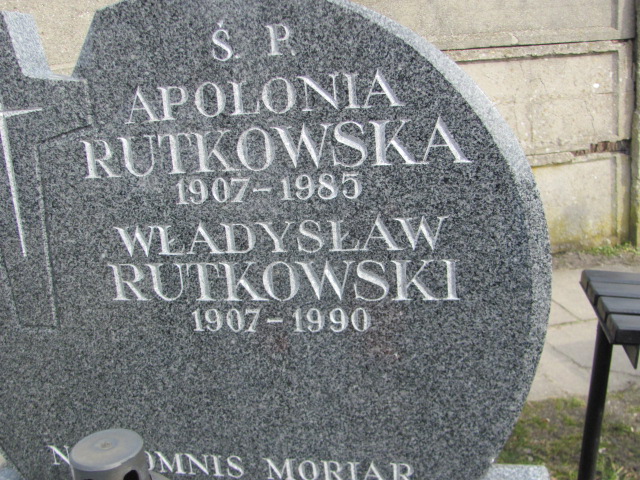 Ś. P.
APOLONIA
RUTKOWSKA
1907-1985
WŁADYSŁAW
RUTKOWSKI
1907-1990
OMNIS MORIAR